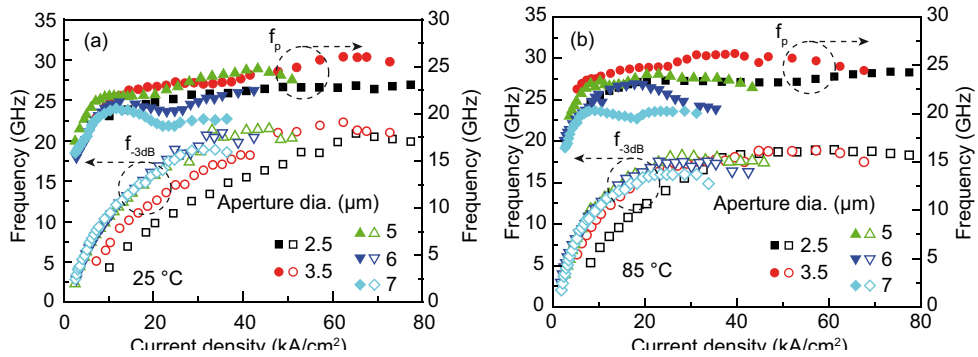 35 (a) 30
30 fₚ 25
25 20
20 f₋₃dB 15
15 10
10 5
5 0
0
Frequency (GHz)
Frequency (GHz)
Aperture dia. (μm)
2.5 5
3.5 6
7
25 °C
0 20 40 60 80
Current density (kA/cm²)
35 (b) 30
30 fₚ 25
25 20
20 f₋₃dB 15
15 10
10 5
5 0
0
Frequency (GHz)
Frequency (GHz)
Aperture dia. (μm)
2.5 5
3.5 6
7
85 °C
0 20 40 60 80
Current density (kA/cm²)